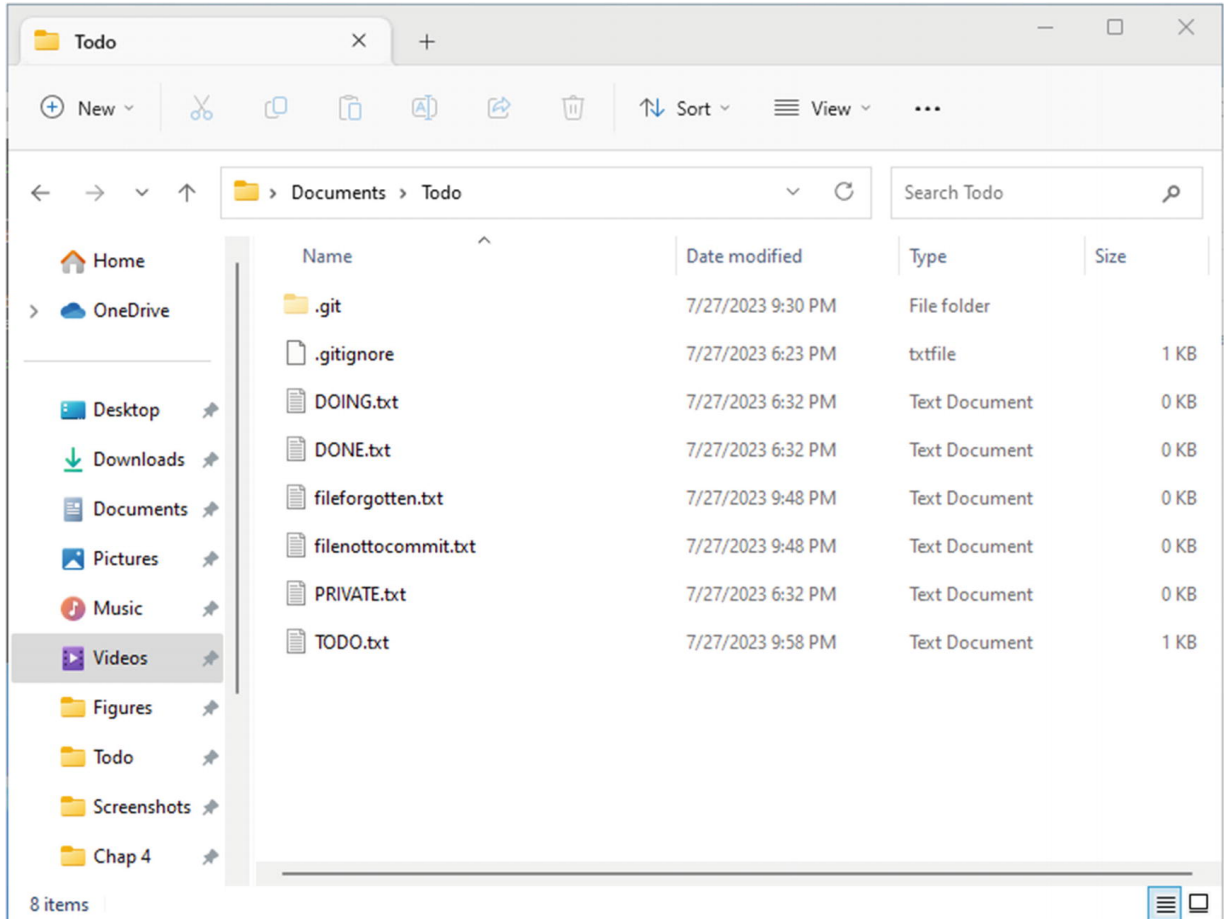 Todo
New Sort View
Documents > Todo
Search Todo
Home
OneDrive
Desktop
Downloads
Documents
Pictures
Music
Videos
Figures
Todo
Screenshots
Chap 4
Name Date modified Type Size
.git 7/27/2023 9:30 PM File folder
.gitignore 7/27/2023 6:23 PM txtfile 1 KB
DOING.txt 7/27/2023 6:32 PM Text Document 0 KB
DONE.txt 7/27/2023 6:32 PM Text Document 0 KB
fileforgotten.txt 7/27/2023 9:48 PM Text Document 0 KB
filenottocommit.txt 7/27/2023 9:48 PM Text Document 0 KB
PRIVATE.txt 7/27/2023 6:32 PM Text Document 0 KB
TODO.txt 7/27/2023 9:58 PM Text Document 1 KB
8 items